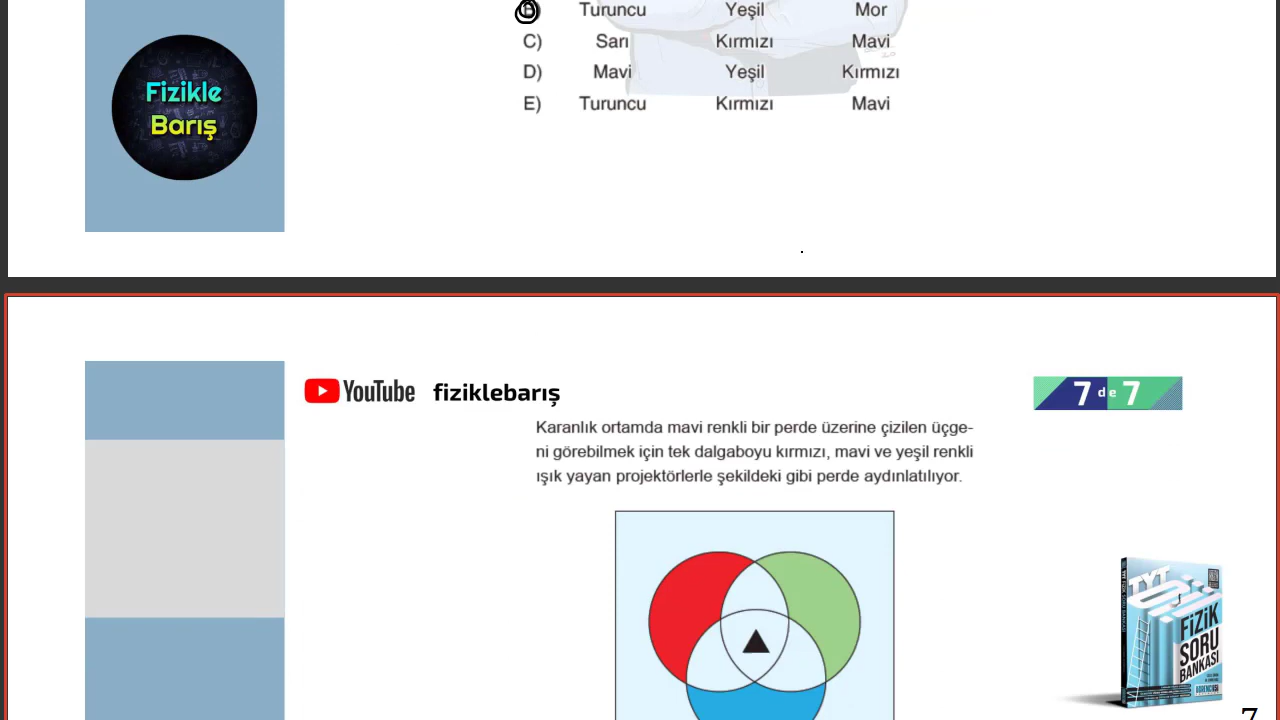 Turuncu Yeşil Mor
C) Sarı Kırmızı Mavi
D) Mavi Yeşil Kırmızı
E) Turuncu Kırmızı Mavi
Fizikle
Barış
YouTube fiziklebarış
7 de 7
Karanlık ortamda mavi renkli bir perde üzerine çizilen üçge-
ni görebilmek için tek dalgaboyu kırmızı, mavi ve yeşil renkli
ışık yayan projektörlerle şekildeki gibi perde aydınlatılıyor.
TYT
FİZİK
SORU
BANKASI
7